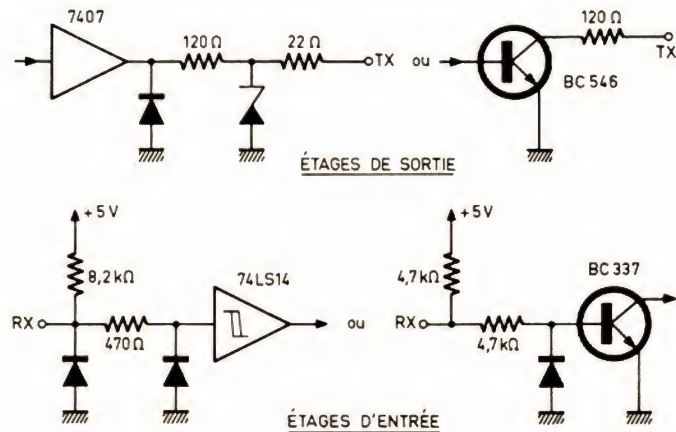 7407
120 Ω
22 Ω
TX
ou
BC 546
120 Ω
TX
ÉTAGES DE SORTIE
+5 V
8,2 kΩ
RX
470 Ω
74LS14
ou
+5 V
4,7 kΩ
RX
4,7 kΩ
BC 337
ÉTAGES D'ENTRÉE